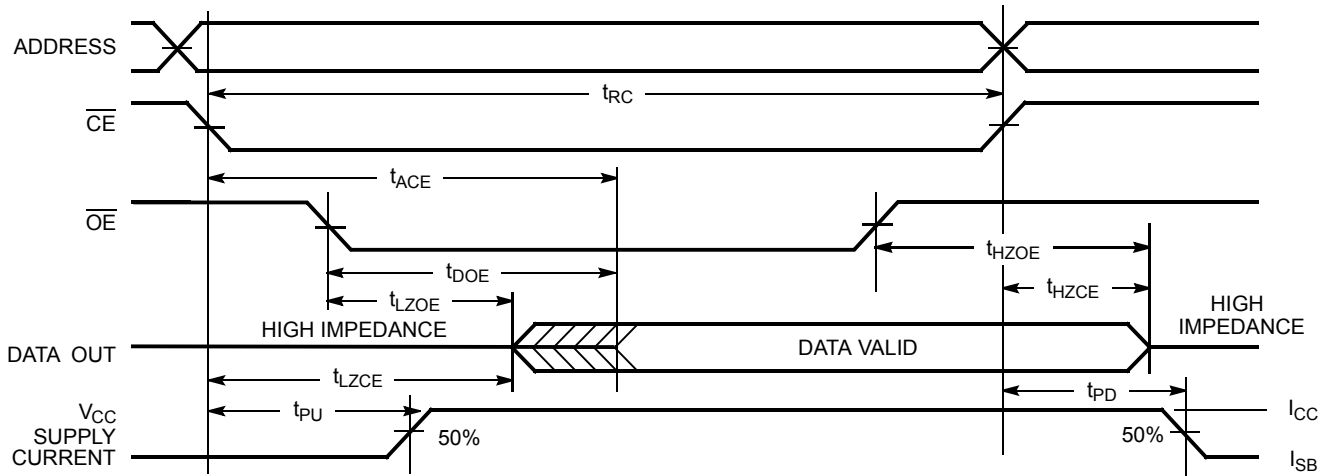 ADDRESS
tRC
CE
tACE
OE
tHZOE
tDOE
tHZCE
tLZOE
HIGH IMPEDANCE
HIGH
IMPEDANCE
DATA OUT
DATA VALID
tLZCE
tPD
tPU
VCC
SUPPLY
CURRENT
50%
50%
ICC
ISB